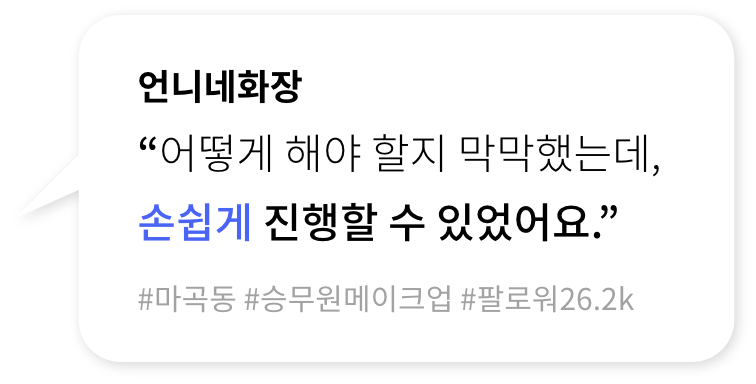 언니네화장
“어떻게 해야 할지 막막했는데,
손쉽게 진행할 수 있었어요.”
#마곡동 #승무원메이크업 #팔로워26.2k